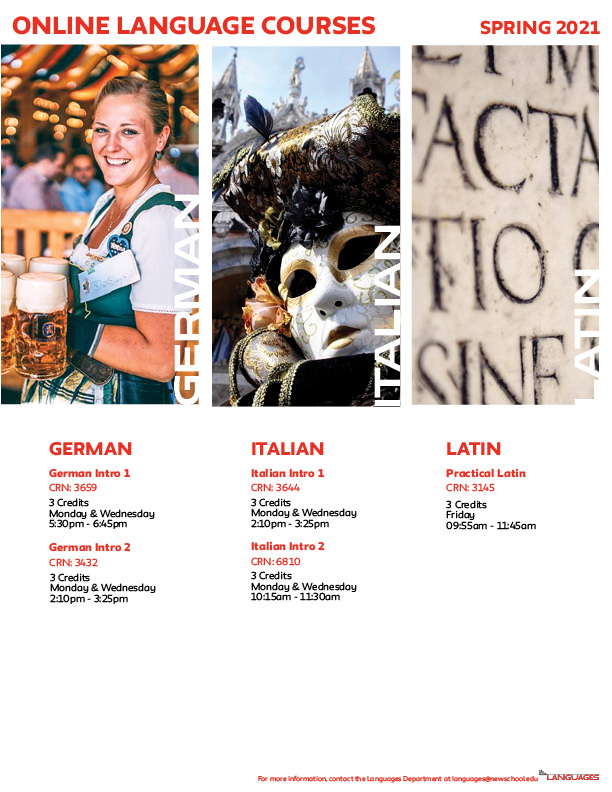 ONLINE LANGUAGE COURSES
SPRING 2021
GERMAN
ITALIAN
LATIN
ET M
FACTA
TIO
SINE
GERMAN
German Intro 1
CRN: 3659
3 Credits
Monday & Wednesday
5:30pm - 6:45pm
German Intro 2
CRN: 3432
3 Credits
Monday & Wednesday
2:10pm - 3:25pm
ITALIAN
Italian Intro 1
CRN: 3644
3 Credits
Monday & Wednesday
2:10pm - 3:25pm
Italian Intro 2
CRN: 6810
3 Credits
Monday & Wednesday
10:15am - 11:30am
LATIN
Practical Latin
CRN: 3145
3 Credits
Friday
09:55am - 11:45am
For more information, contact the Languages Department at languages@newschool.edu
LANGUAGES